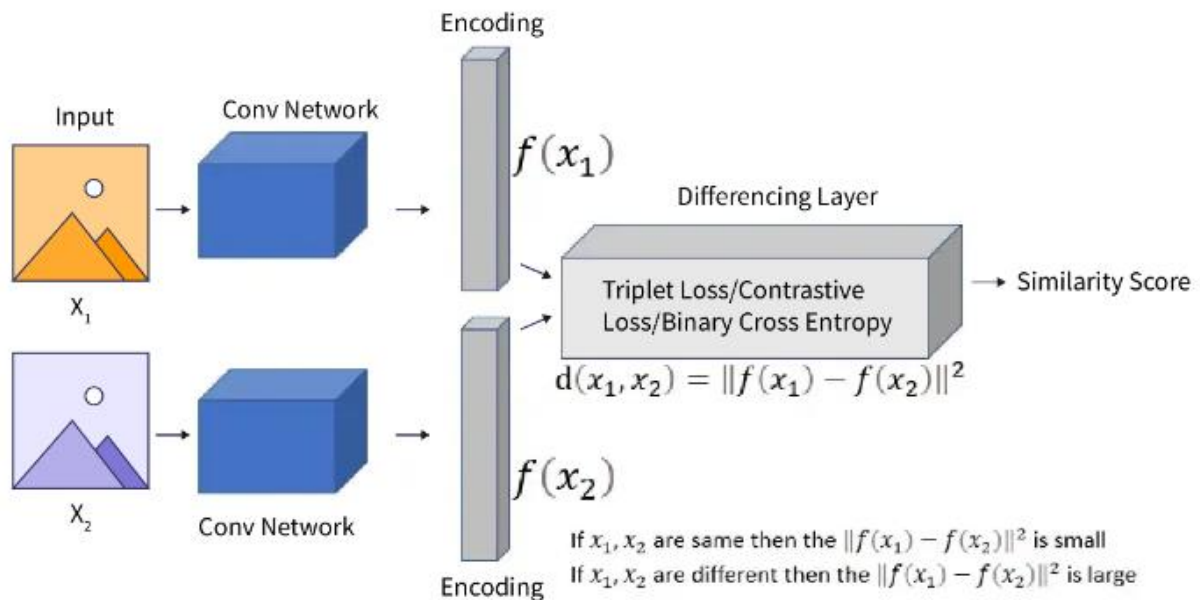 Encoding
Conv Network
Input
f(x₁)
Differencing Layer
Triplet Loss/Contrastive
Loss/Binary Cross Entropy
Similarity Score
X₁
d(x₁, x₂) = ‖f(x₁) − f(x₂)‖²
f(x₂)
X₂
Conv Network
If x₁, x₂ are same then the ‖f(x₁) − f(x₂)‖² is small
If x₁, x₂ are different then the ‖f(x₁) − f(x₂)‖² is large
Encoding